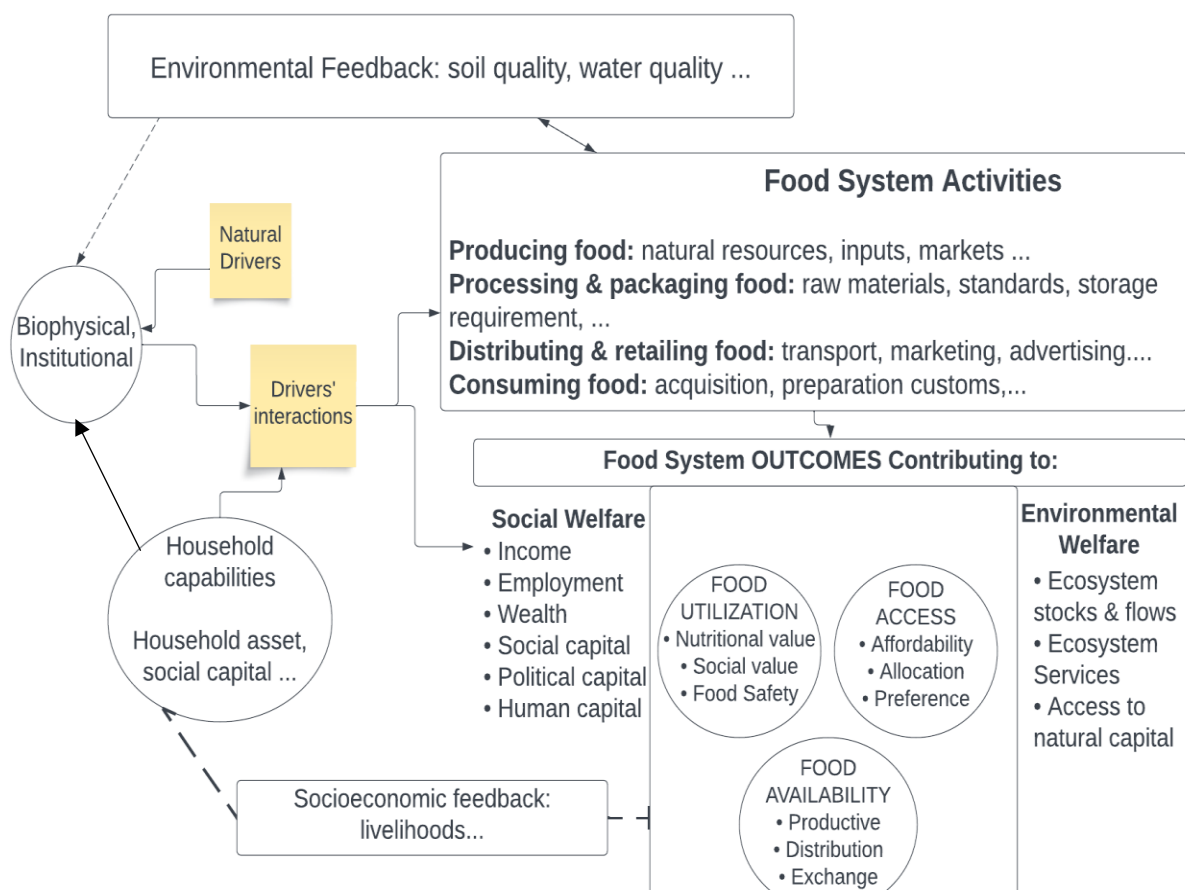 Environmental Feedback: soil quality, water quality ...
Food System Activities
Producing food: natural resources, inputs, markets ...
Processing & packaging food: raw materials, standards, storage
requirement, ...
Distributing & retailing food: transport, marketing, advertising....
Consuming food: acquisition, preparation customs,...
Natural
Drivers
Biophysical,
Institutional
Drivers'
interactions
Household
capabilities
Household asset,
social capital ...
Food System OUTCOMES Contributing to:
Social Welfare
• Income
• Employment
• Wealth
• Social capital
• Political capital
• Human capital
FOOD
UTILIZATION
• Nutritional value
• Social value
• Food Safety
FOOD
ACCESS
• Affordability
• Allocation
• Preference
FOOD
AVAILABILITY
• Productive
• Distribution
• Exchange
Environmental
Welfare
• Ecosystem
stocks & flows
• Ecosystem
Services
• Access to
natural capital
Socioeconomic feedback:
livelihoods...